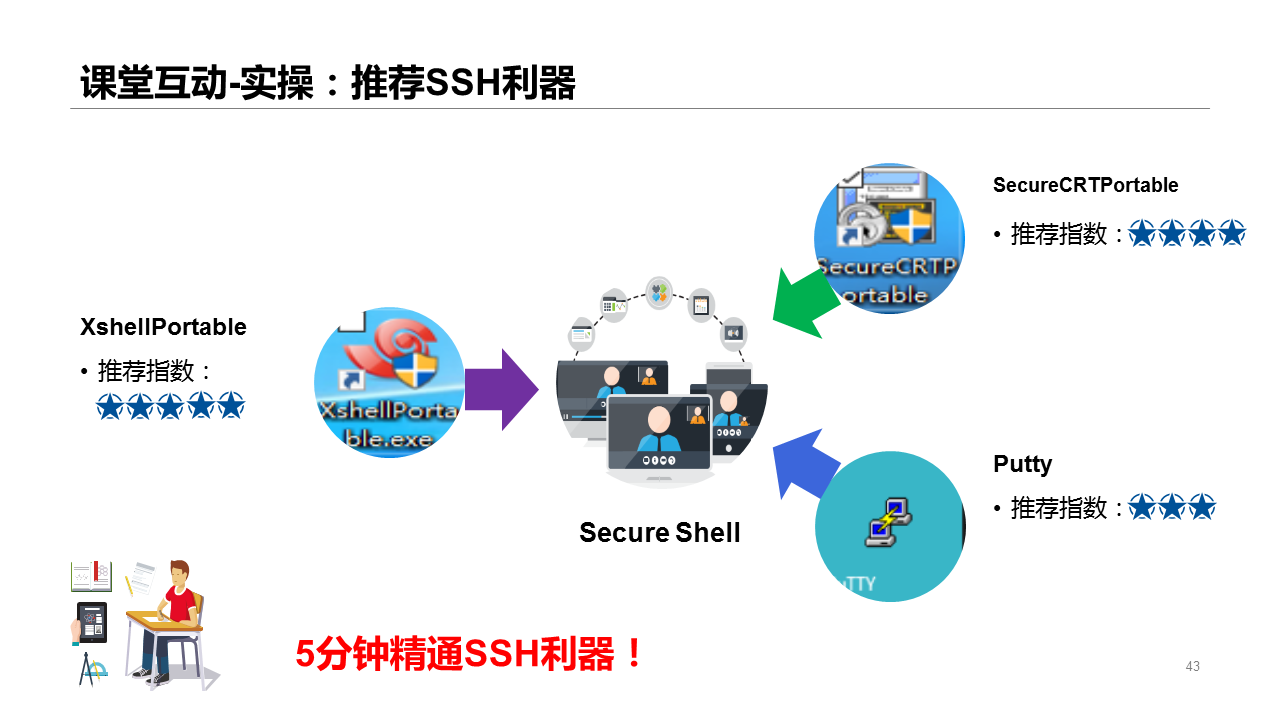 课堂互动-实操：推荐SSH利器
SecureCRTPortable
• 推荐指数：✪✪✪✪
SecureCRTP
ortable
XshellPortable
• 推荐指数：
✪✪✪✪✪
XshellPorta
ble.exe
Secure Shell
Putty
• 推荐指数：✪✪✪
uTTY
5分钟精通SSH利器！
43